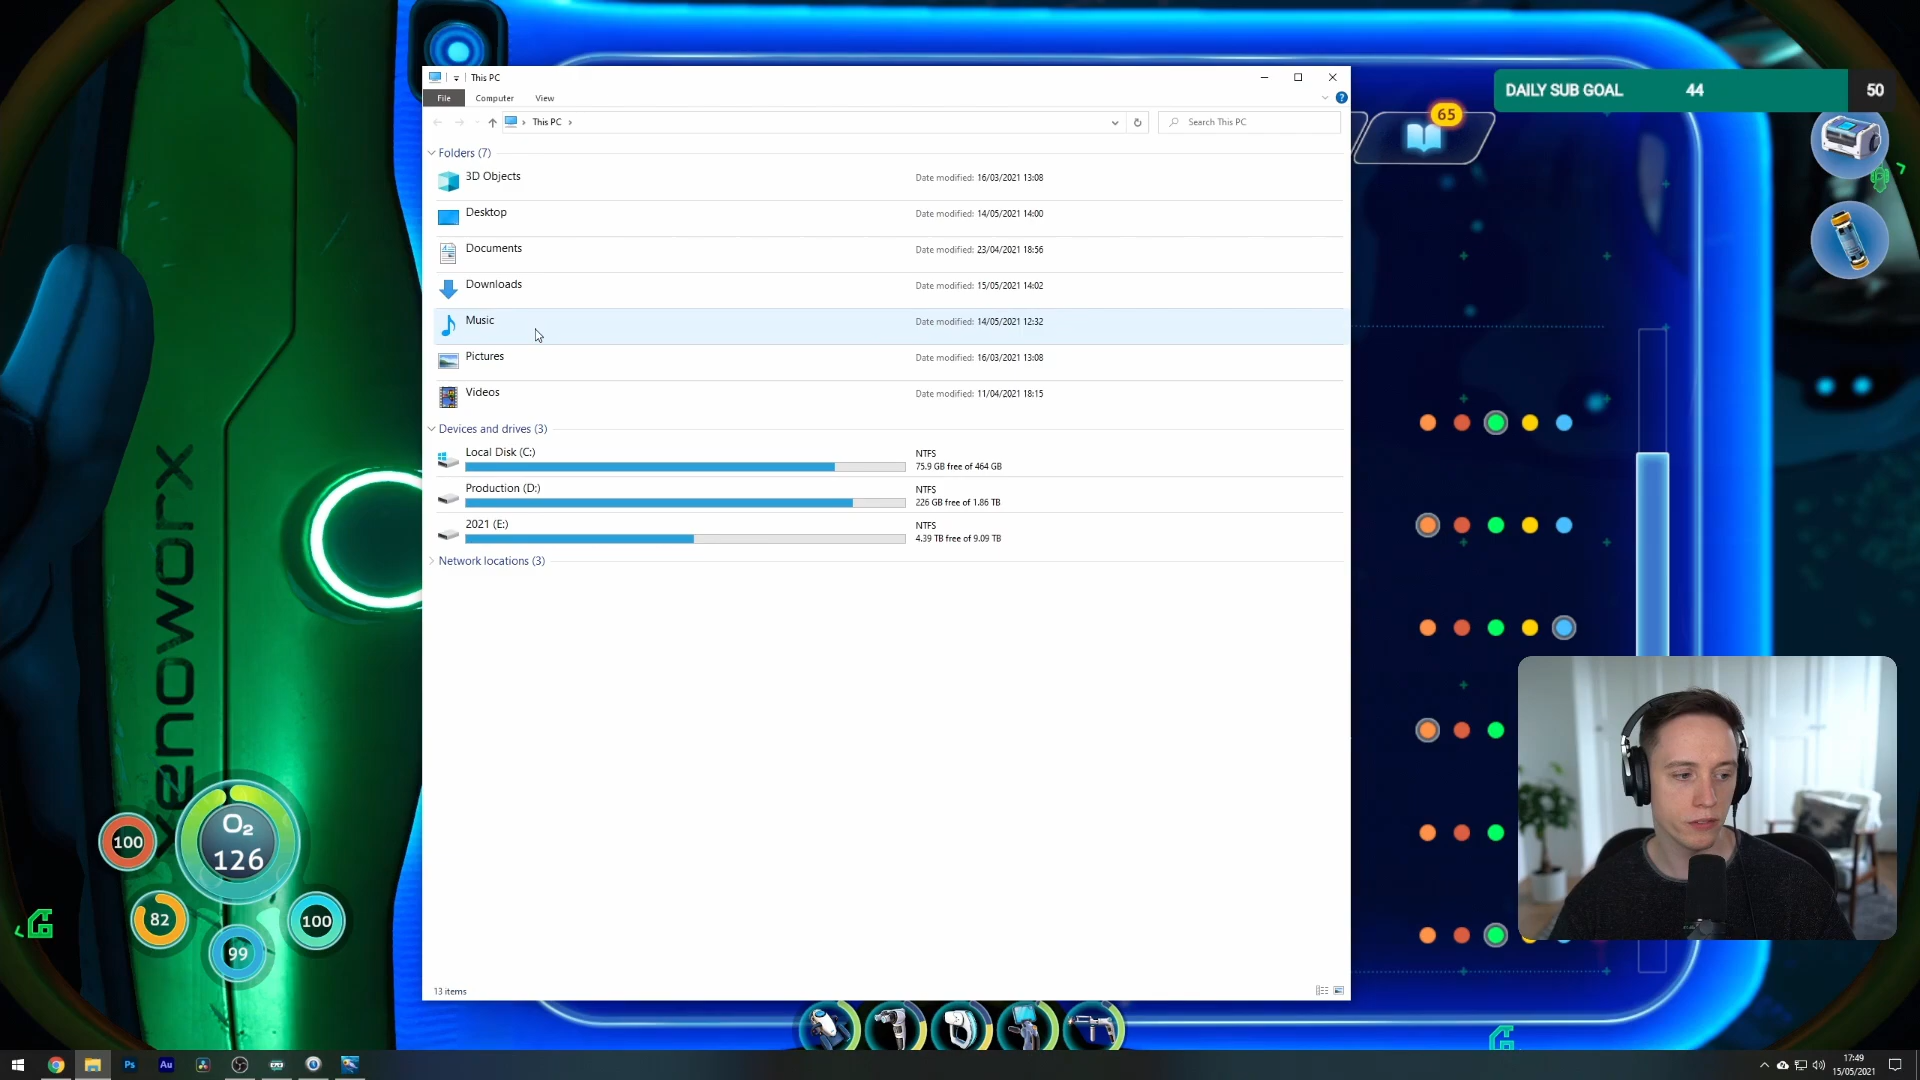 This PC
File Computer View
This PC
Search This PC
Folders (7)
3D Objects Date modified: 16/03/2021 13:08
Desktop Date modified: 14/05/2021 14:00
Documents Date modified: 23/04/2021 18:56
Downloads Date modified: 15/05/2021 14:02
Music Date modified: 14/05/2021 12:32
Pictures Date modified: 16/03/2021 13:08
Videos Date modified: 11/04/2021 18:15
Devices and drives (3)
Local Disk (C:) NTFS
75.9 GB free of 464 GB
Production (D:) NTFS
226 GB free of 1.86 TB
2021 (E:) NTFS
4.39 TB free of 9.09 TB
Network locations (3)
13 items
DAILY SUB GOAL 44 50
65
xenoworx
O₂
126
100
82
99
100
Ps Au
17:49
15/05/2021